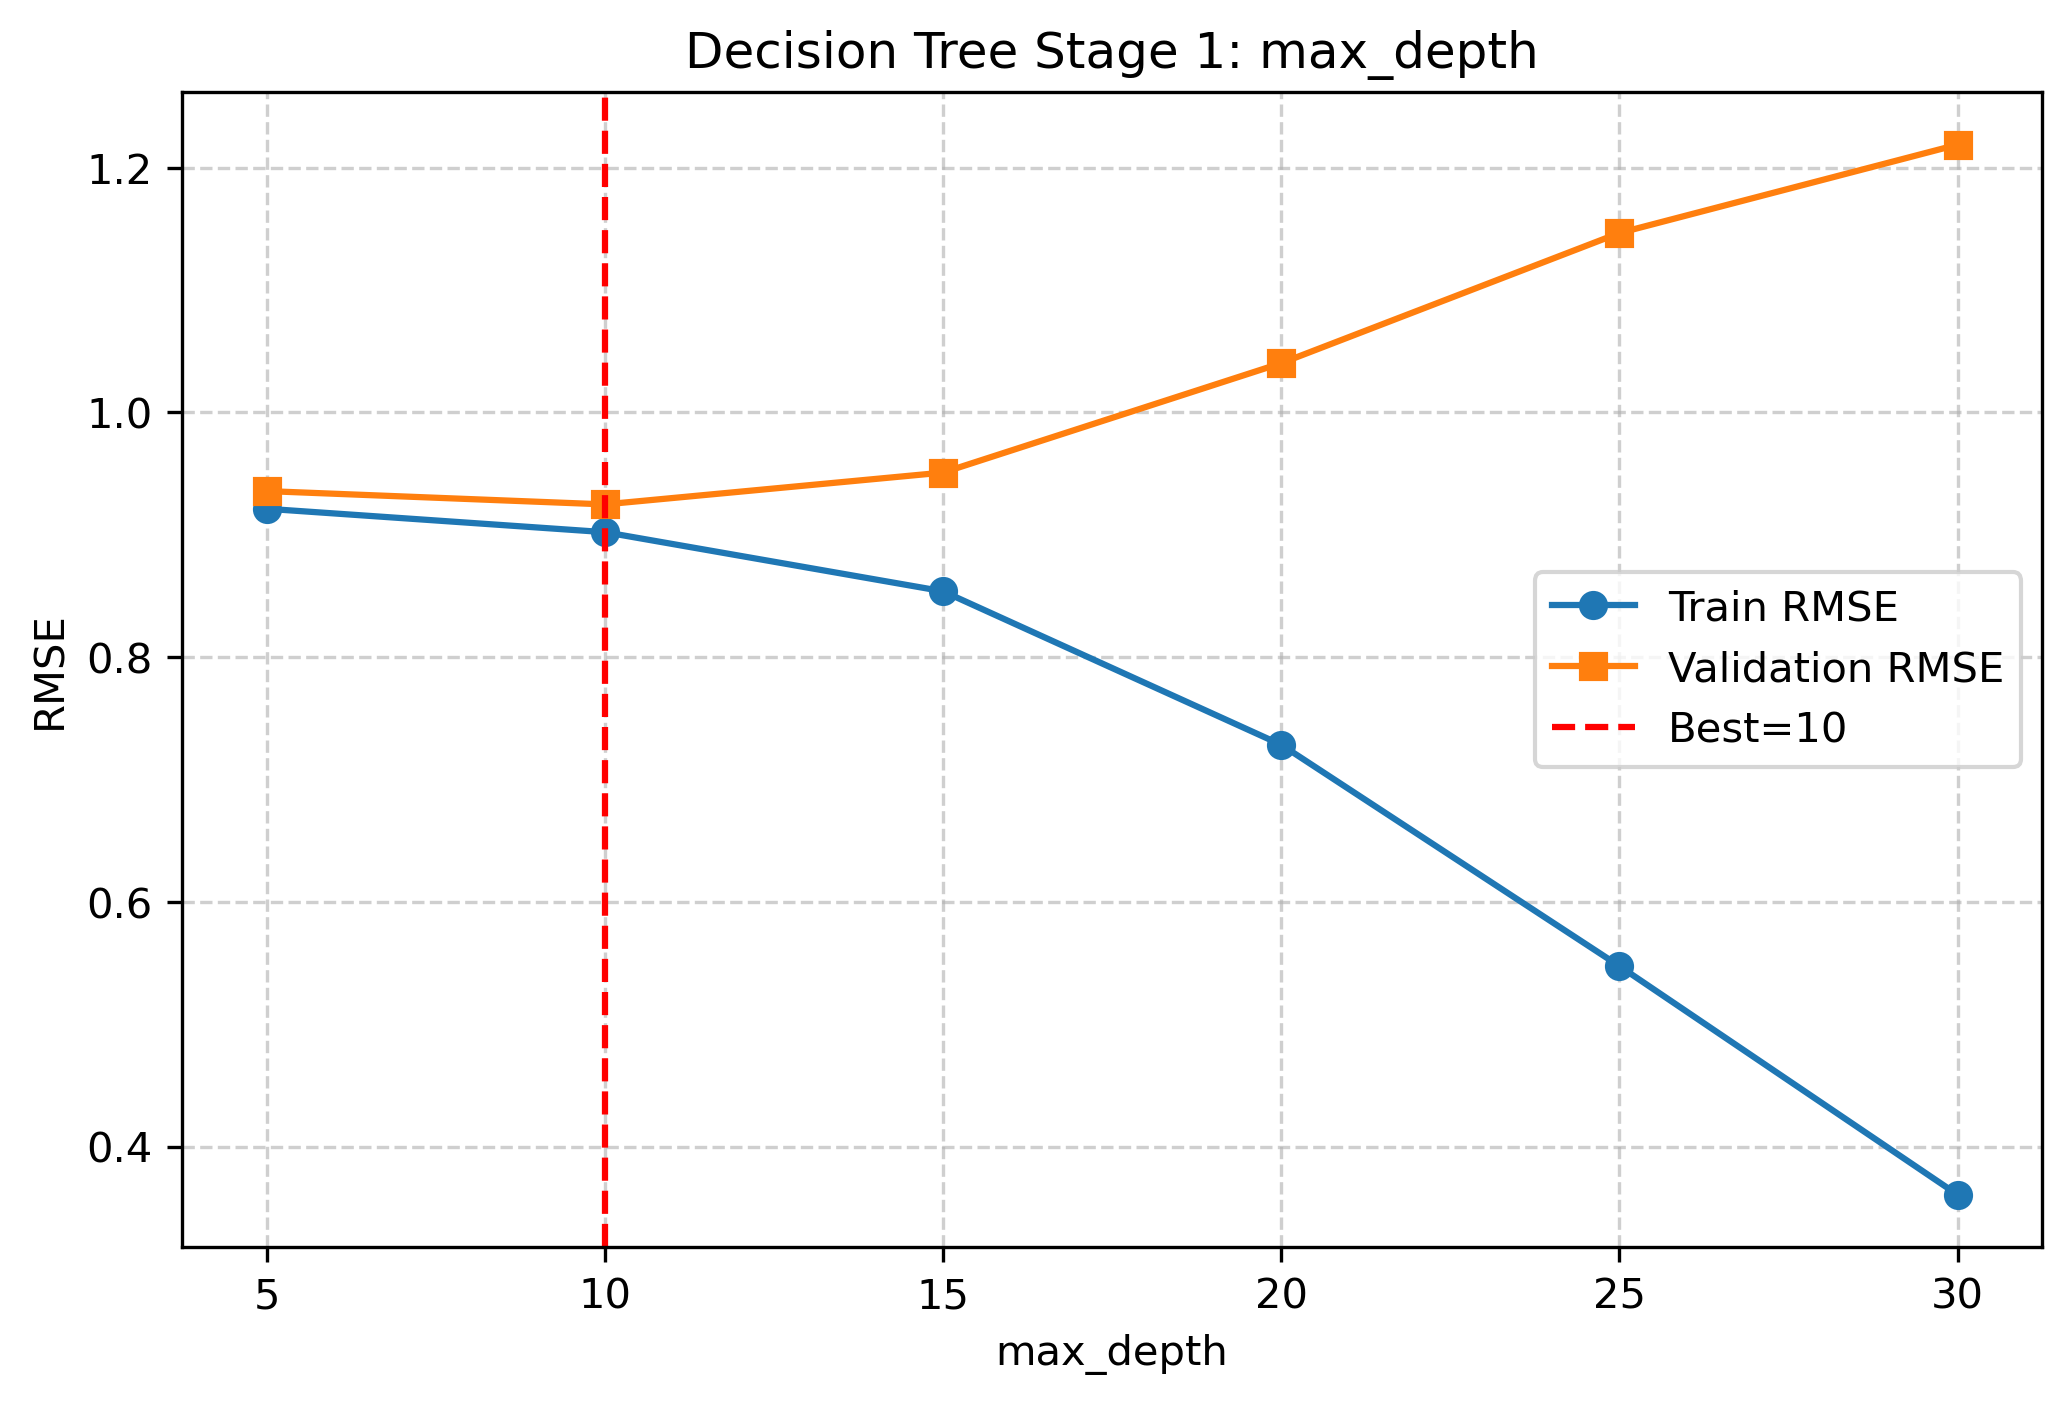 Decision Tree Stage 1: max_depth
RMSE
1.2
1.0
0.8
0.6
0.4
Train RMSE
Validation RMSE
Best=10
5 10 15 20 25 30
max_depth